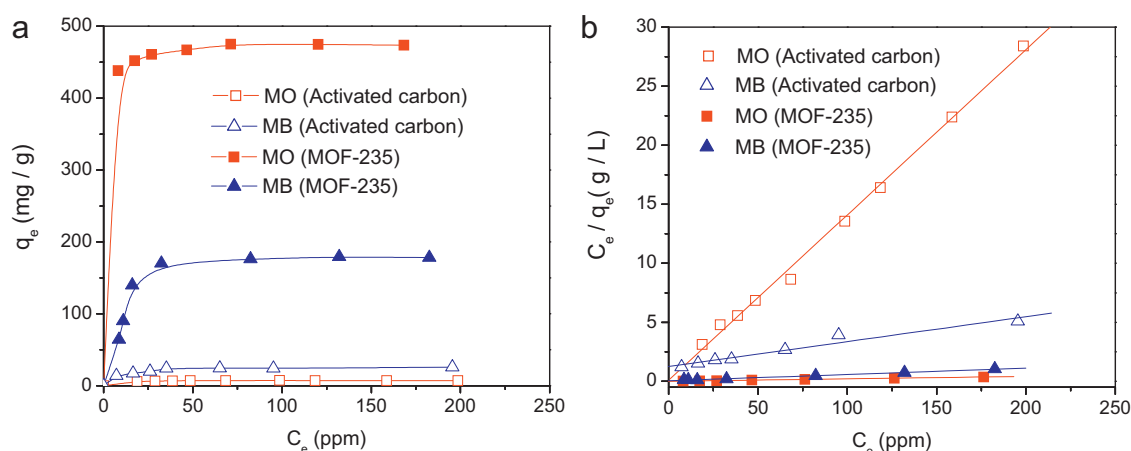 a
500
400
300
200
100
0
0 50 100 150 200 250
q_e (mg / g)
C_e (ppm)
MO (Activated carbon)
MB (Activated carbon)
MO (MOF-235)
MB (MOF-235)
b
30
25
20
15
10
5
0
0 50 100 150 200 250
C_e / q_e( g / L)
C_e (ppm)
MO (Activated carbon)
MB (Activated carbon)
MO (MOF-235)
MB (MOF-235)